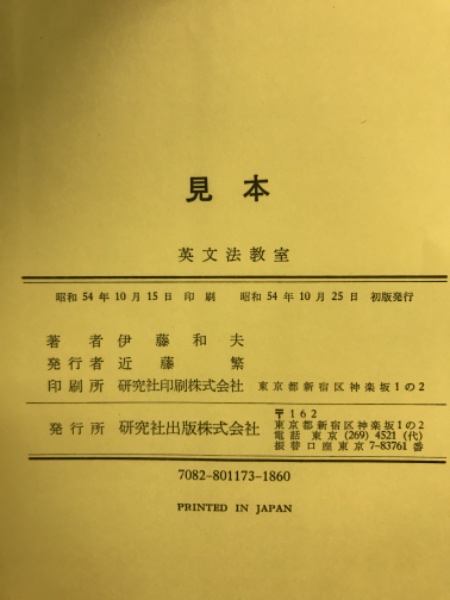 見本
英文法教室
昭和 54 年 10 月 15 日 印 刷 昭和 54 年 10 月 25 日 初版発行
著者 伊藤和夫
発行者 近藤繁
印刷所 研究社印刷株式会社 東京都新宿区神楽坂1の2
発行所 研究社出版株式会社
〒162
東京都新宿区神楽坂1の2
電話 東京 (269) 4521 (代)
振替口座東京 7-83761 番
7082-801173-1860
PRINTED IN JAPAN